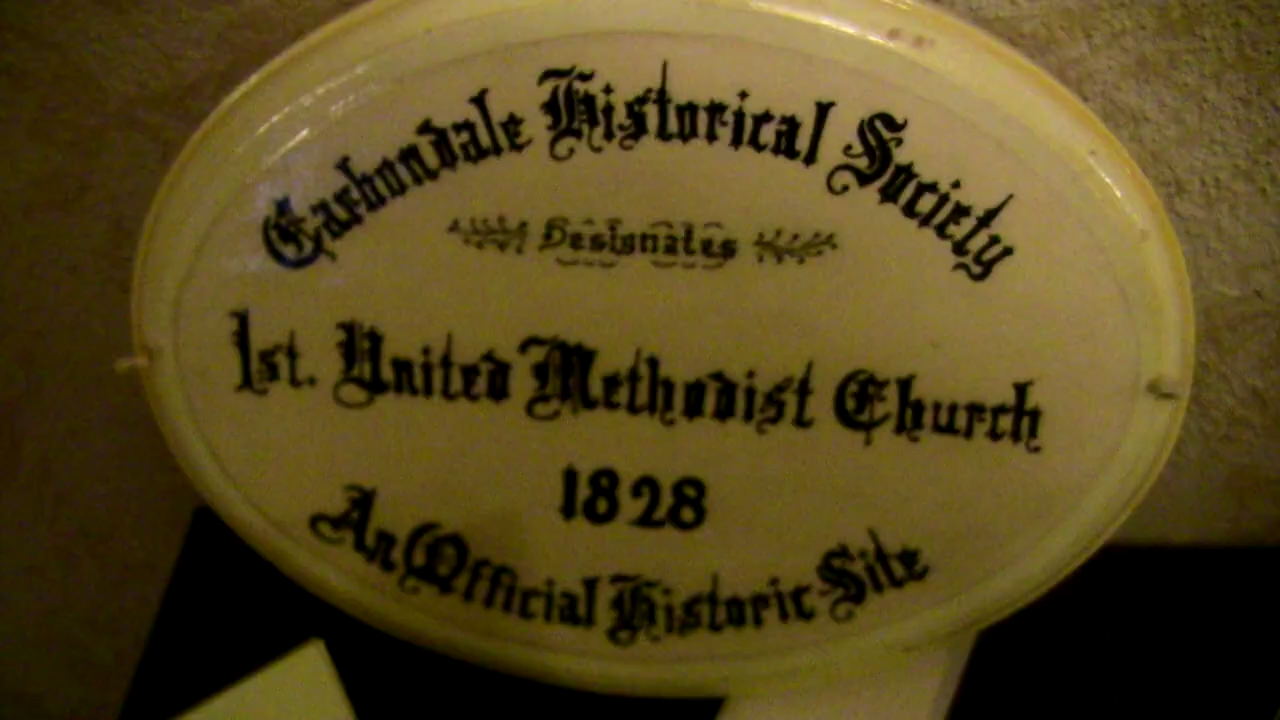 Carbondale Historical Society
Designates
1st. United Methodist Church
1828
An Official Historic Site